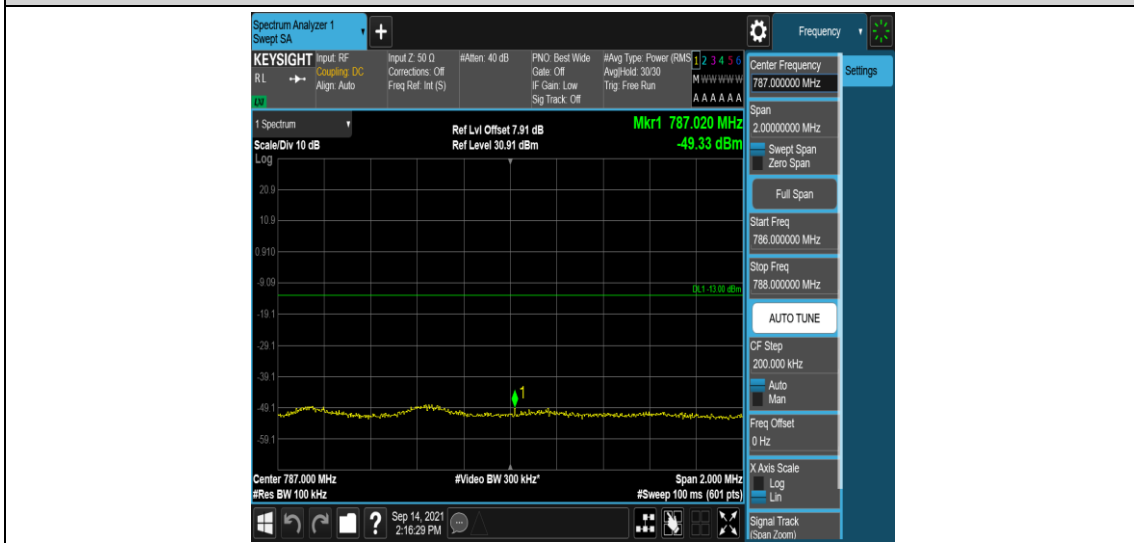 Spectrum Analyzer 1
Swept SA
+
Frequency
KEYSIGHT
RL
LXI
Input: RF
Coupling: DC
Align: Auto
Input Z: 50 Ω
Corrections: Off
Freq Ref: Int (S)
#Atten: 40 dB
PNO: Best Wide
Gate: Off
IF Gain: Low
Sig Track: Off
#Avg Type: Power (RMS
Avg|Hold: 30/30
Trig: Free Run
1 2 3 4 5 6
M W W W W W
A A A A A A
1 Spectrum
Scale/Div 10 dB
Ref Lvl Offset 7.91 dB
Ref Level 30.91 dBm
Mkr1 787.020 MHz
-49.33 dBm
Log
20.9
10.9
0.910
-9.09
DL1 -13.00 dBm
-19.1
-29.1
-39.1
-49.1
-59.1
1
Center 787.000 MHz
#Res BW 100 kHz
#Video BW 300 kHz*
Span 2.000 MHz
#Sweep 100 ms (601 pts)
Center Frequency
787.000000 MHz
Span
2.00000000 MHz
Swept Span
Zero Span
Full Span
Start Freq
786.000000 MHz
Stop Freq
788.000000 MHz
AUTO TUNE
CF Step
200.000 kHz
Auto
Man
Freq Offset
0 Hz
X Axis Scale
Log
Lin
Signal Track
(Span Zoom)
Settings
?
Sep 14, 2021
2:16:29 PM